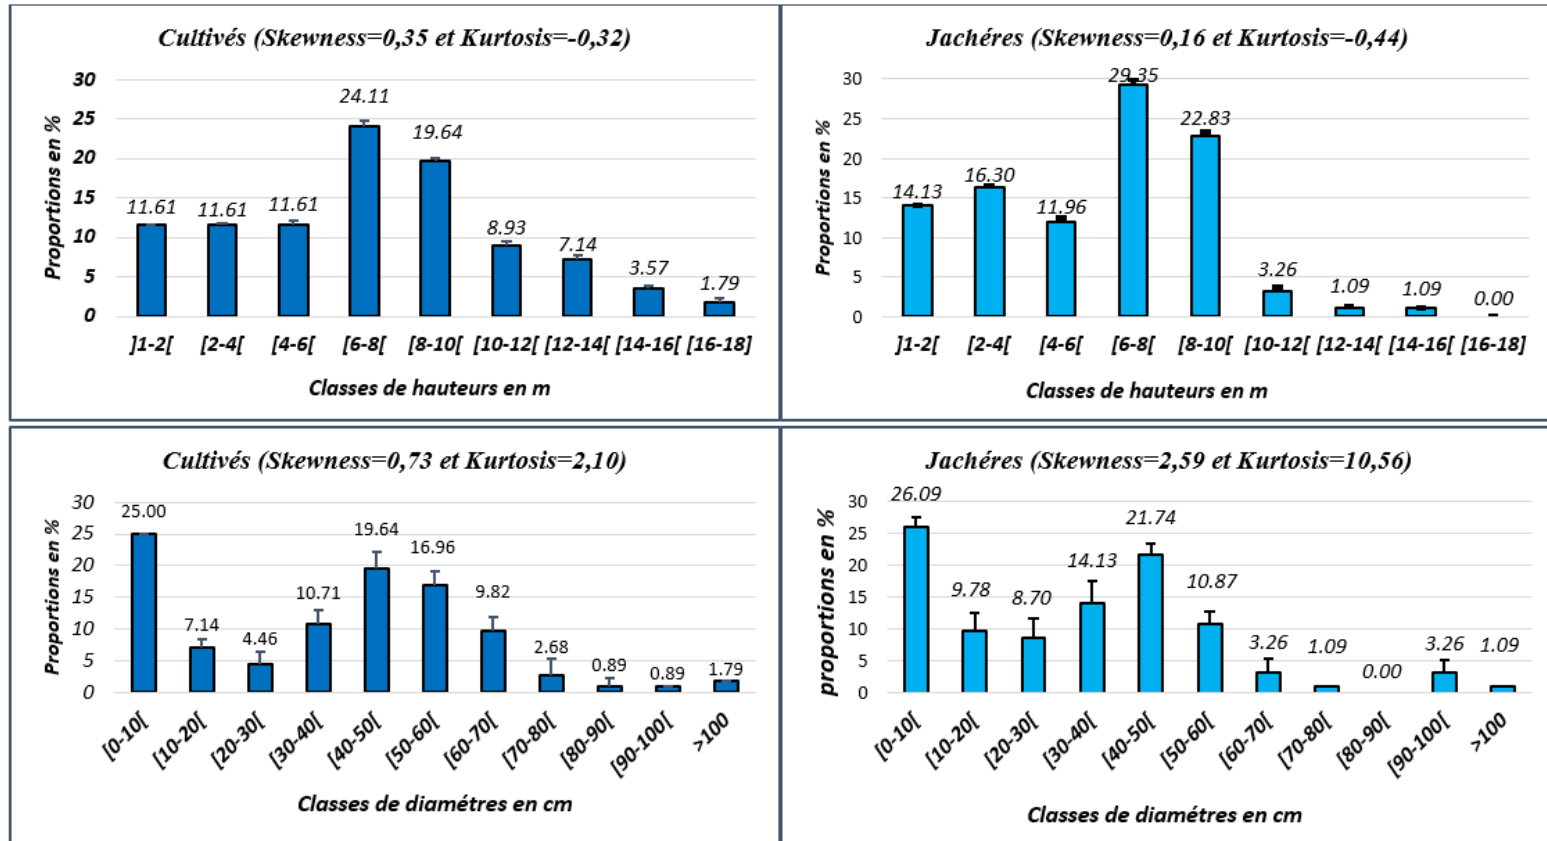 Cultivés (Skewness=0,35 et Kurtosis=-0,32)
Proportions en %
30
25
20
15
10
5
0
11.61 11.61 11.61 24.11 19.64 8.93 7.14 3.57 1.79
]1-2[ [2-4[ [4-6[ [6-8[ [8-10[ [10-12[ [12-14[ [14-16[ [16-18]
Classes de hauteurs en m
Jachéres (Skewness=0,16 et Kurtosis=-0,44)
Proportions en %
30
25
20
15
10
5
0
14.13 16.30 11.96 29.35 22.83 3.26 1.09 1.09 0.00
]1-2[ [2-4[ [4-6[ [6-8[ [8-10[ [10-12[ [12-14[ [14-16[ [16-18]
Classes de hauteurs en m
Cultivés (Skewness=0,73 et Kurtosis=2,10)
Proportions en %
30
25
20
15
10
5
0
25.00 7.14 4.46 10.71 19.64 16.96 9.82 2.68 0.89 0.89 1.79
[0-10[ [10-20[ [20-30[ [30-40[ [40-50[ [50-60[ [60-70[ [70-80[ [80-90[ [90-100[ >100
Classes de diamétres en cm
Jachéres (Skewness=2,59 et Kurtosis=10,56)
proportions en %
30
25
20
15
10
5
0
26.09 9.78 8.70 14.13 21.74 10.87 3.26 1.09 0.00 3.26 1.09
[0-10[ [10-20[ [20-30[ [30-40[ [40-50[ [50-60[ [60-70[ [70-80[ [80-90[ [90-100[ >100
Classes de diamétres en cm